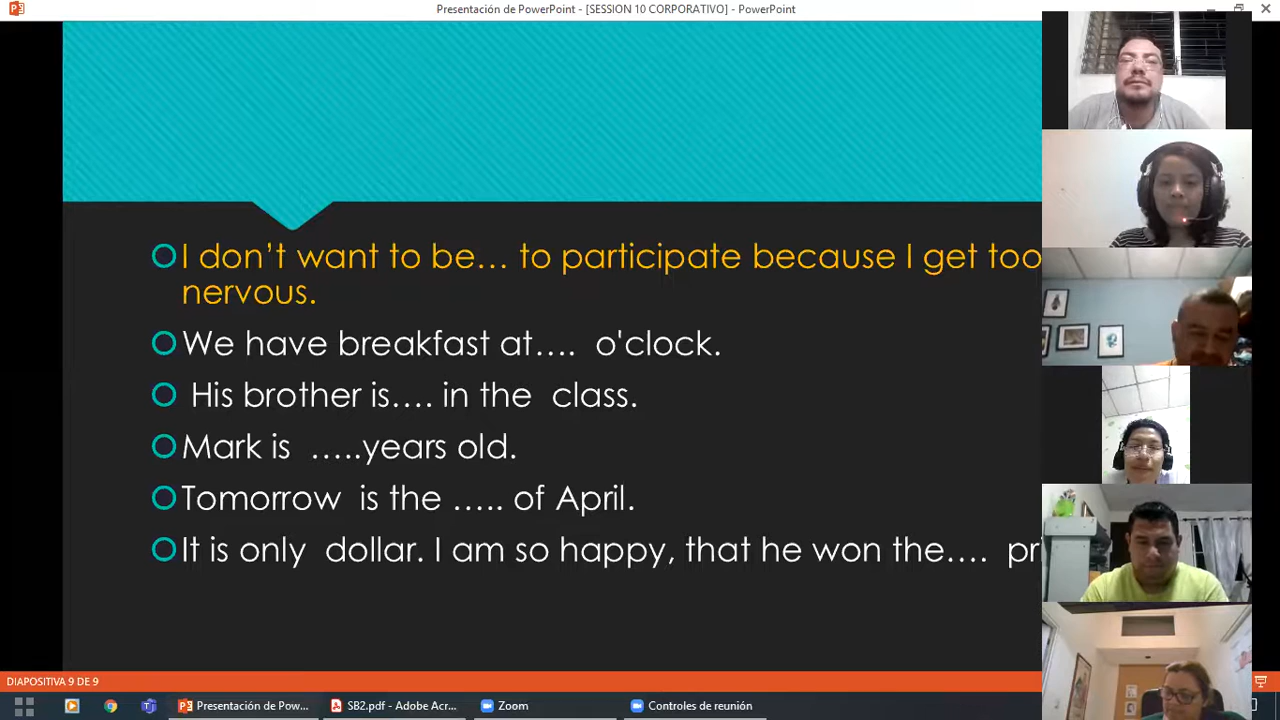 Presentación de PowerPoint - [SESSION 10 CORPORATIVO] - PowerPoint
I don't want to be... to participate because I get too
nervous.
We have breakfast at.... o'clock.
His brother is.... in the class.
Mark is .....years old.
Tomorrow is the ..... of April.
It is only dollar. I am so happy, that he won the....
DIAPOSITIVA 9 DE 9
Presentación de Pow... SB2.pdf - Adobe Acr... Zoom Controles de reunión